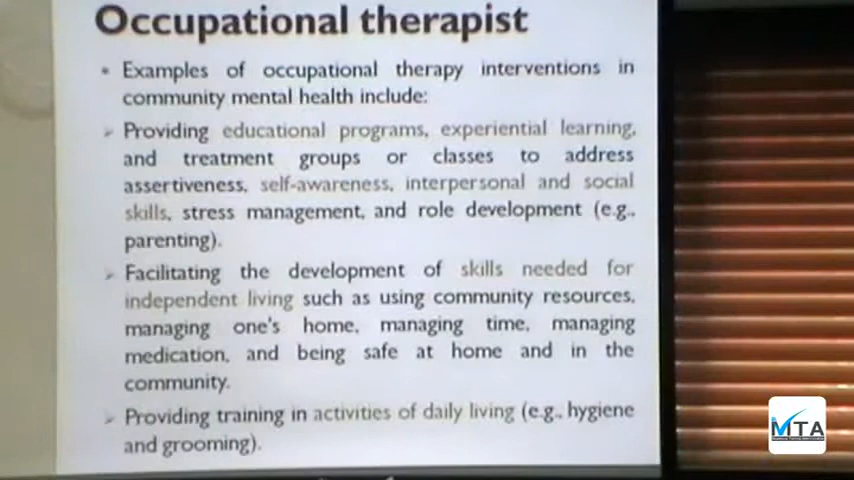 Occupational therapist
• Examples of occupational therapy interventions in
community mental health include:
➢ Providing educational programs, experiential learning,
and treatment groups or classes to address
assertiveness, self-awareness, interpersonal and social
skills, stress management, and role development (e.g.,
parenting).
➢ Facilitating the development of skills needed for
independent living such as using community resources,
managing one's home, managing time, managing
medication, and being safe at home and in the
community.
➢ Providing training in activities of daily living (e.g., hygiene
and grooming).
MTA